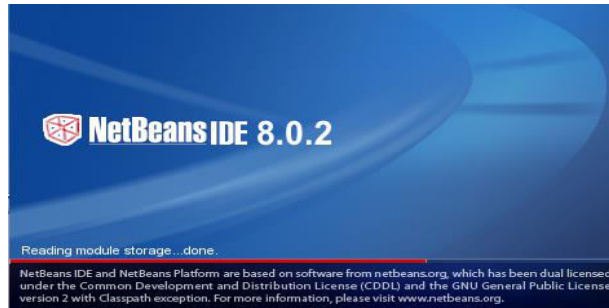 NetBeans IDE 8.0.2
Reading module storage...done.
NetBeans IDE and NetBeans Platform are based on software from netbeans.org, which has been dual licensed
under the Common Development and Distribution License (CDDL) and the GNU General Public License
version 2 with Classpath exception. For more information, please visit www.netbeans.org.